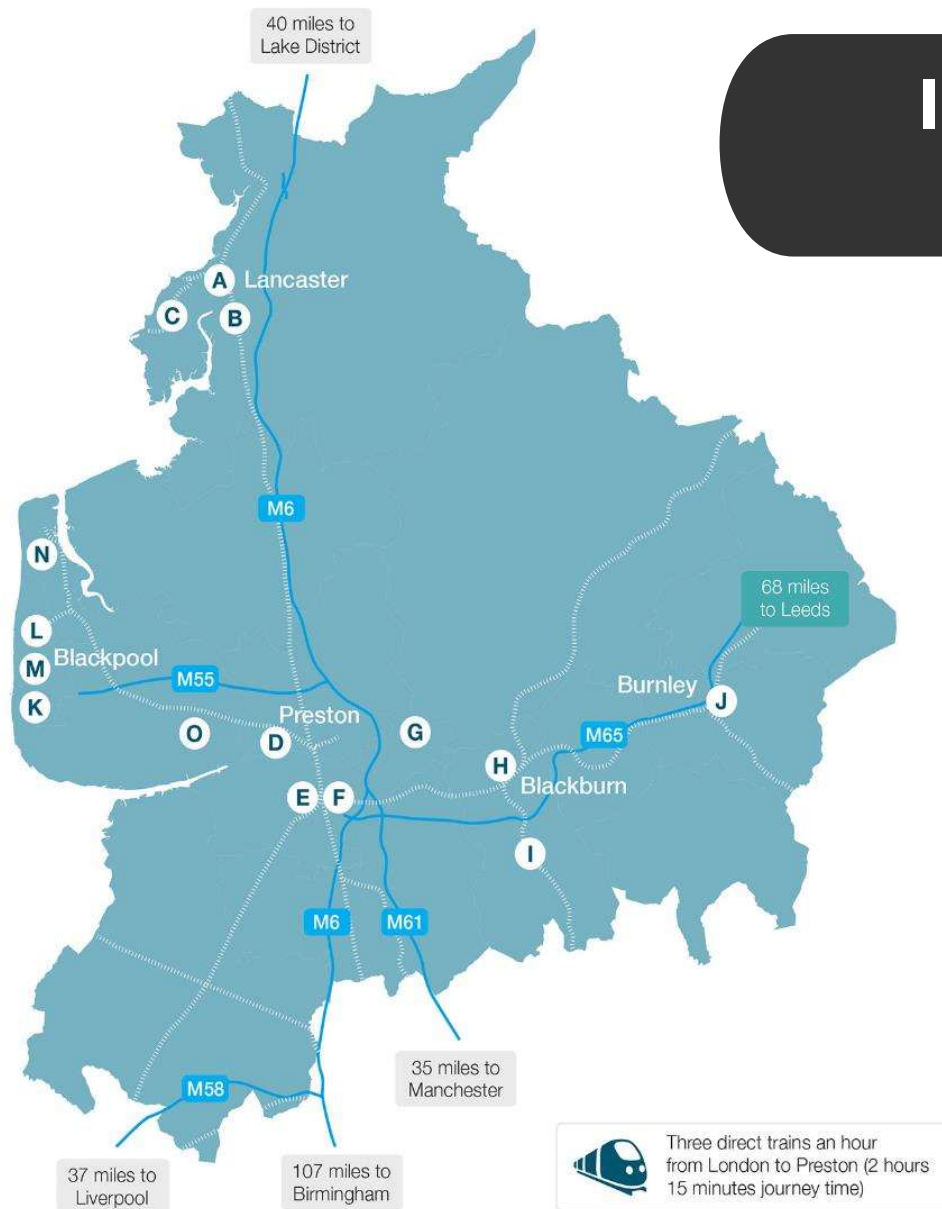 40 miles to
Lake District
A
Lancaster
C
B
M6
N
68 miles
to Leeds
L
Blackpool
M
M55
Burnley
K
J
Preston
O
D
G
M65
H
Blackburn
E
F
I
M6
M61
35 miles to
Manchester
M58
37 miles to
Liverpool
107 miles to
Birmingham
Three direct trains an hour
from London to Preston (2 hours
15 minutes journey time)